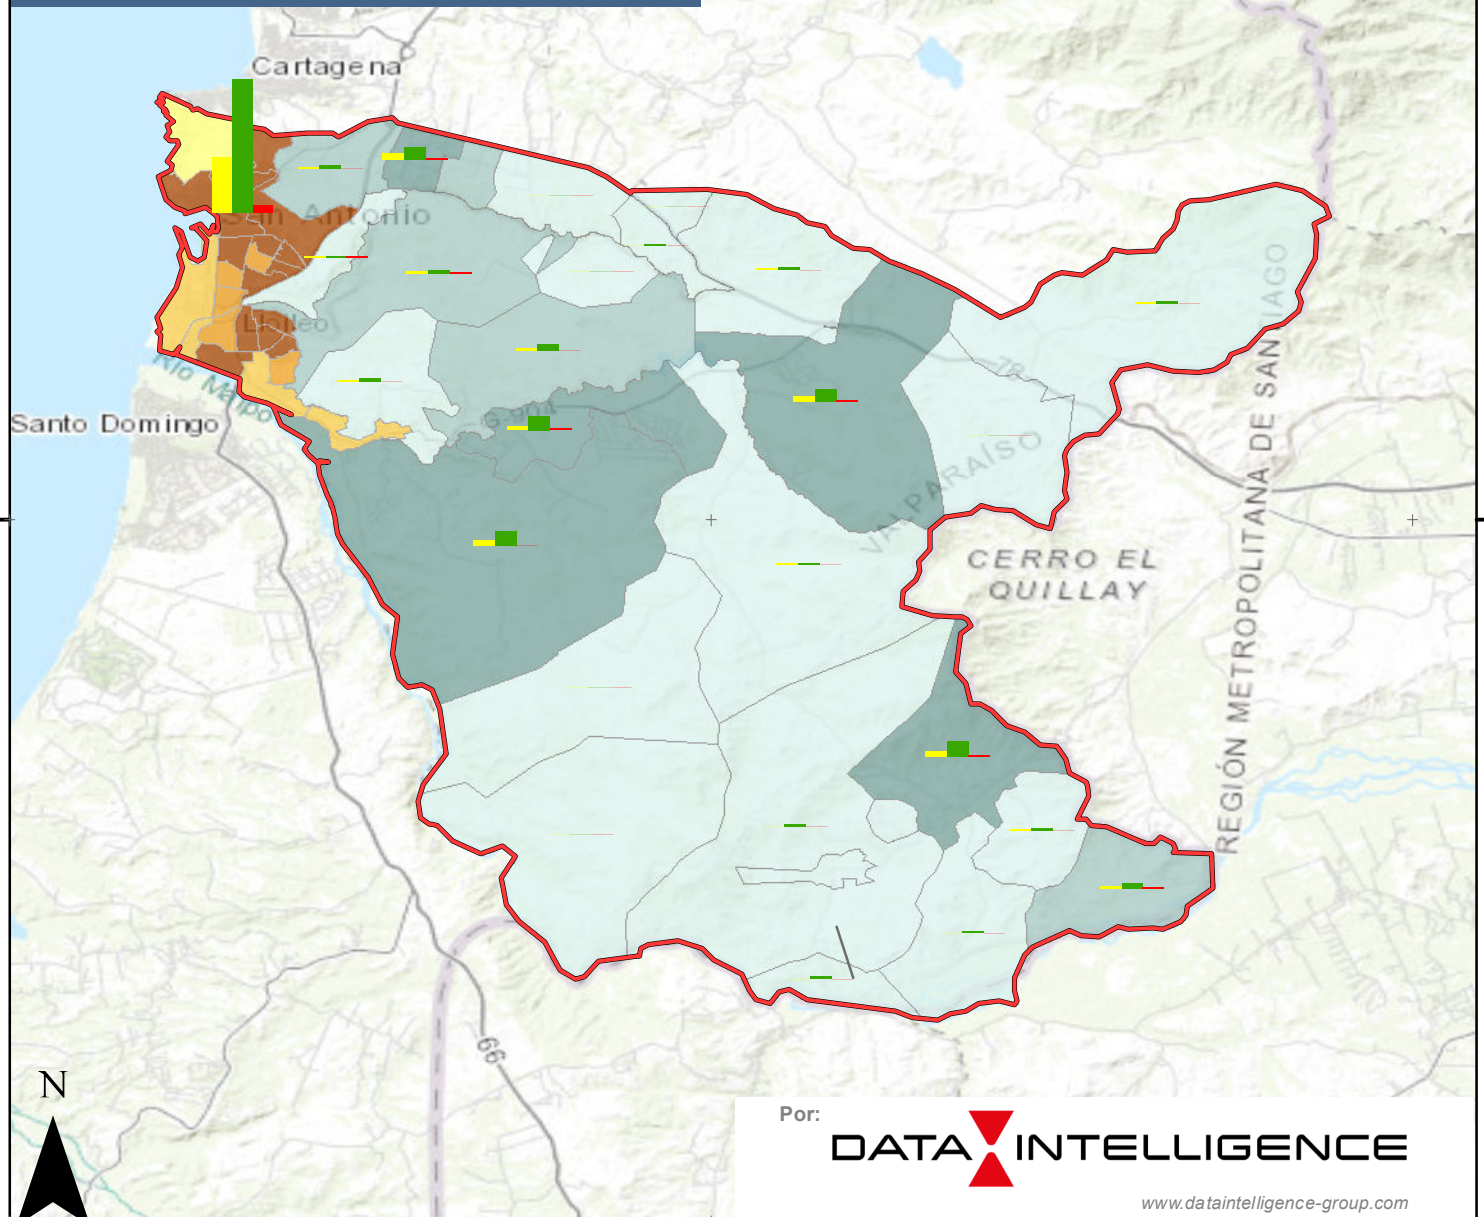 Cartagena
San Antonio
Llolleo
Río Maipo
Santo Domingo
78
VALPARAÍSO
CERRO EL
QUILLAY
REGIÓN METROPOLITANA DE SANTIAGO
66
N
Por:
DATA INTELLIGENCE
www.dataintelligence-group.com